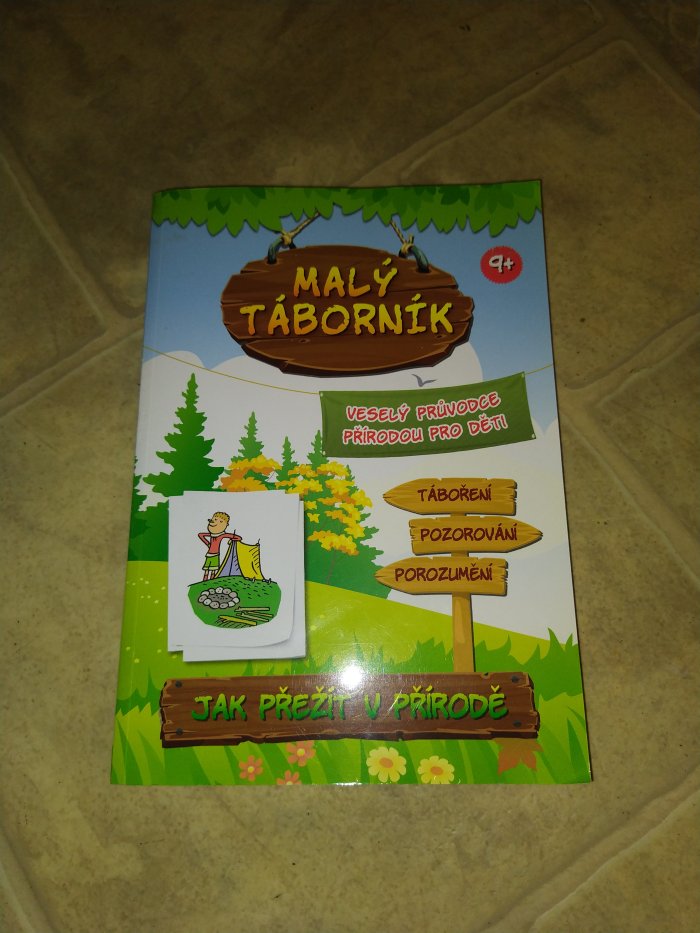 MALÝ
TÁBORNÍK
9+
VESELÝ PRŮVODCE
PŘÍRODOU PRO DĚTI
TÁBOŘENÍ
POZOROVÁNÍ
POROZUMĚNÍ
JAK PŘEŽÍT V PŘÍRODĚ